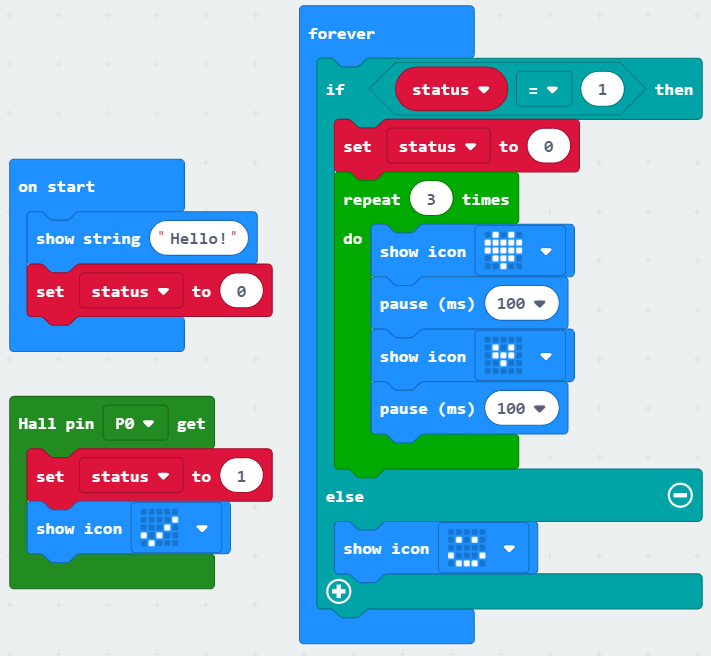 on start
show string "Hello!"
set status to 0
Hall pin P0 get
set status to 1
show icon
forever
if status = 1 then
set status to 0
repeat 3 times
do show icon
pause (ms) 100
show icon
pause (ms) 100
else
show icon